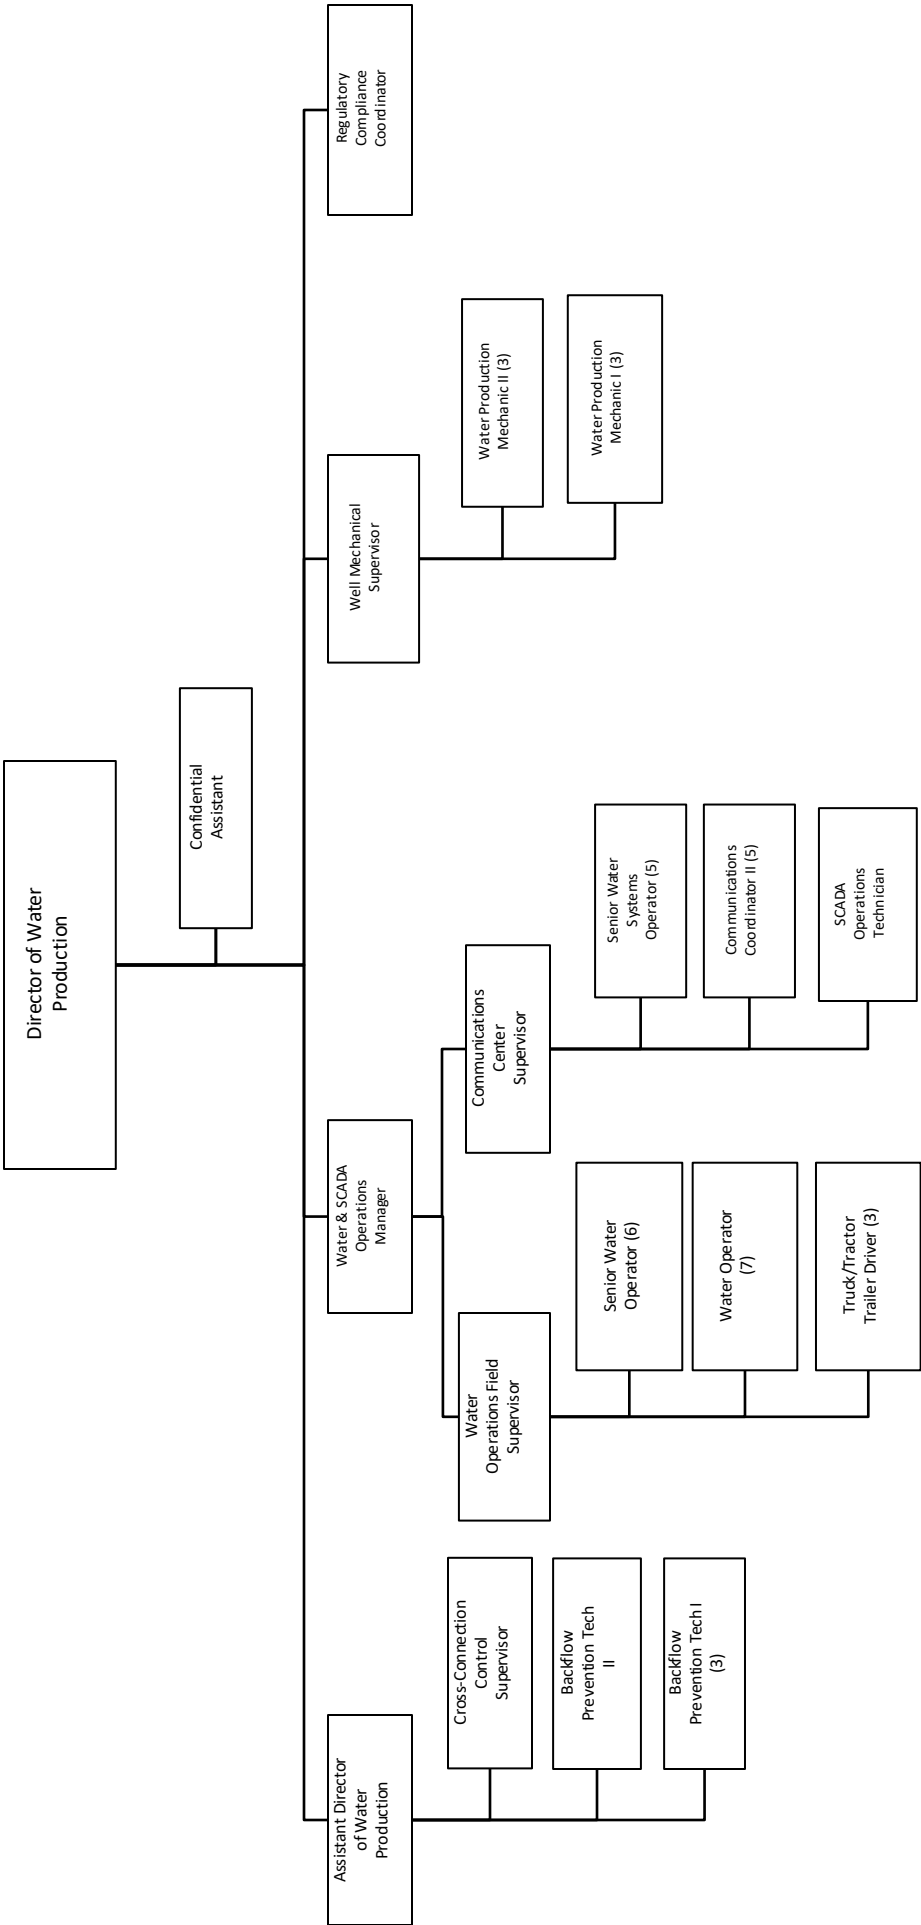 Director of Water
Production
Confidential
Assistant
Assistant Director
of Water
Production
Water & SCADA
Operations
Manager
Well Mechanical
Supervisor
Regulatory
Compliance
Coordinator
Cross-Connection
Control
Supervisor
Backflow
Prevention Tech
II
Backflow
Prevention Tech I
(3)
Water
Operations Field
Supervisor
Senior Water
Operator (6)
Water Operator
(7)
Truck/Tractor
Trailer Driver (3)
Communications
Center
Supervisor
Senior Water
Systems
Operator (5)
Communications
Coordinator II (5)
SCADA
Operations
Technician
Water Production
Mechanic II (3)
Water Production
Mechanic I (3)